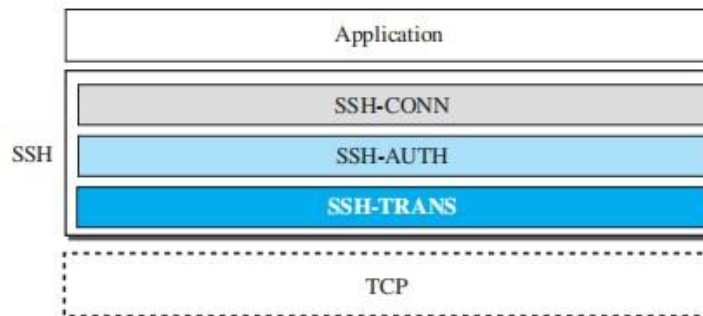 Application
SSH-CONN
SSH
SSH-AUTH
SSH-TRANS
TCP